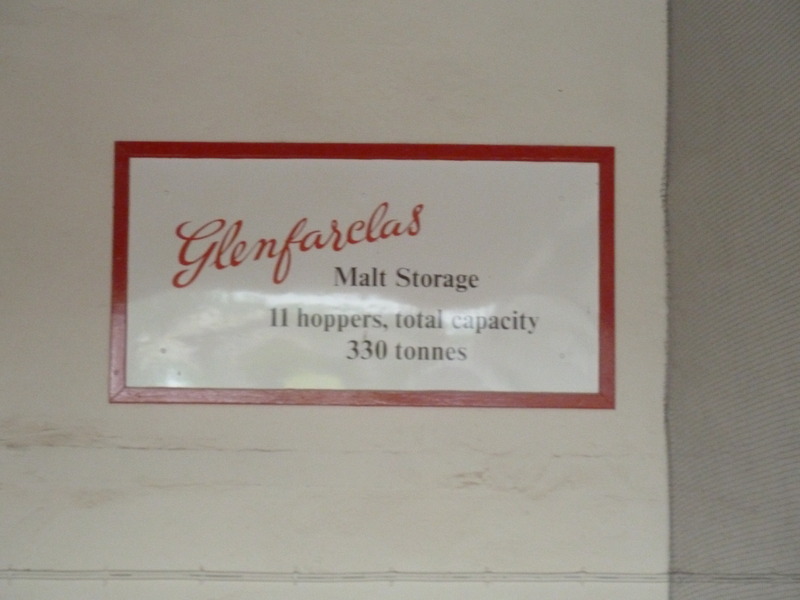 Glenfarclas
Malt Storage
11 hoppers, total capacity
330 tonnes